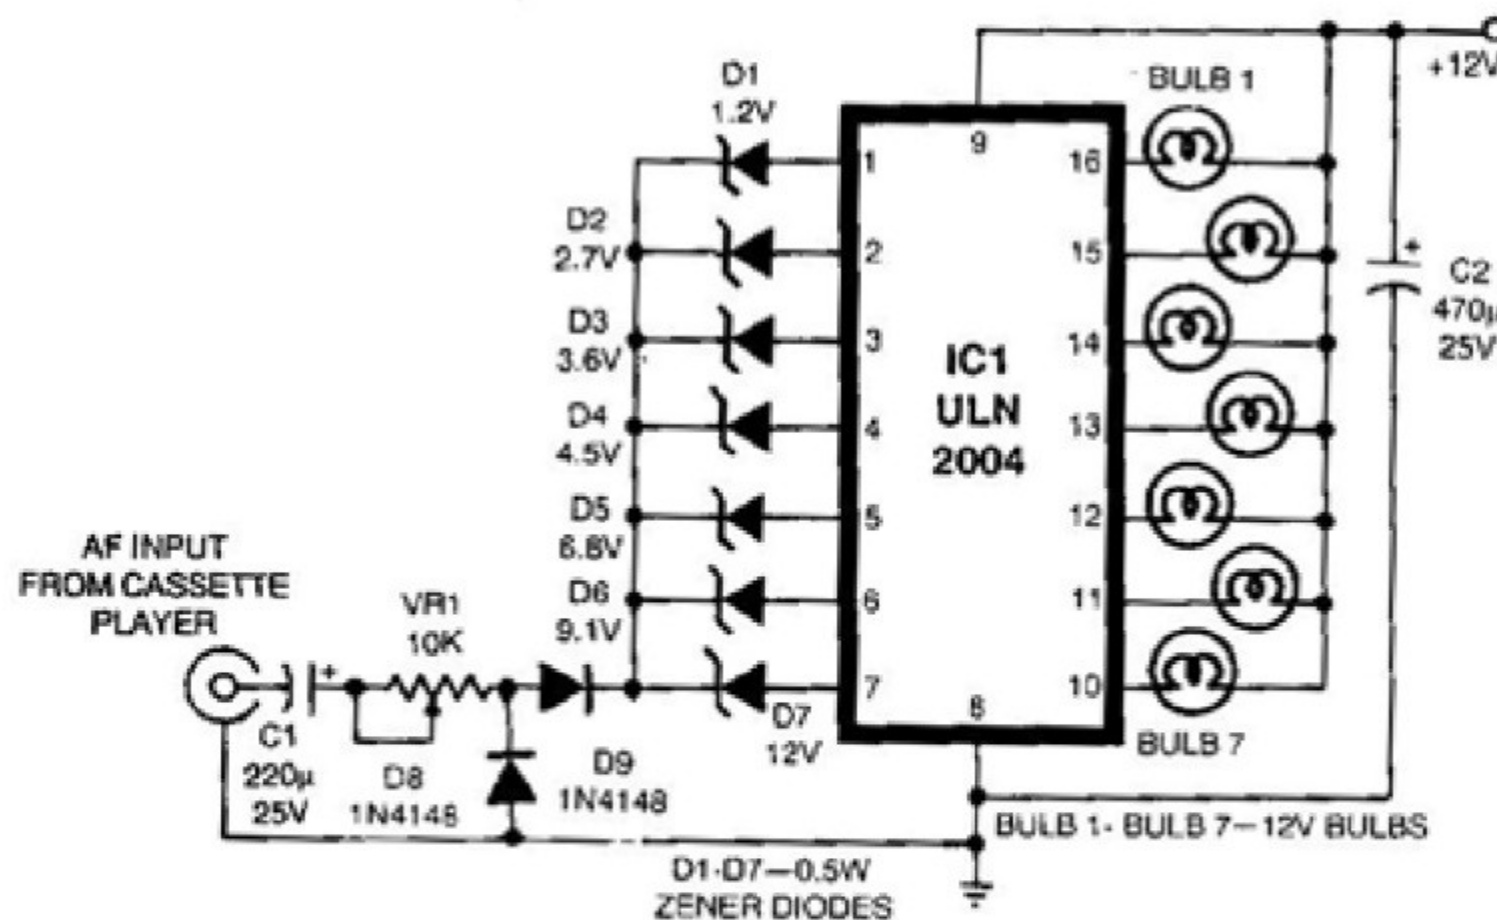 +12V
BULB 1
D1
1.2V
D2
2.7V
D3
3.6V
D4
4.5V
D5
6.8V
D6
9.1V
D7
12V
1
2
3
4
5
6
7
9
16
15
14
13
12
11
10
8
IC1
ULN
2004
+
C2
470µ
25V
BULB 7
AF INPUT
FROM CASSETTE
PLAYER
VR1
10K
+
C1
220µ
25V
D8
1N4148
D9
1N4148
BULB 1- BULB 7—12V BULBS
D1-D7—0.5W
ZENER DIODES